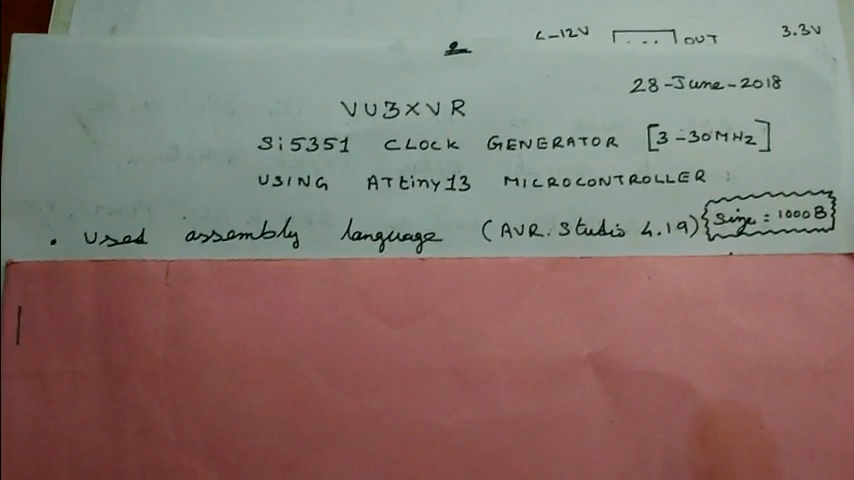 6-12V OUT 3.3V
28-June-2018
VU3XVR
Si5351 CLOCK GENERATOR [3-30MHz]
USING ATtiny13 MICROCONTROLLER
• Used assembly language (AVR. Studio 4.19) {Size = 1000B}